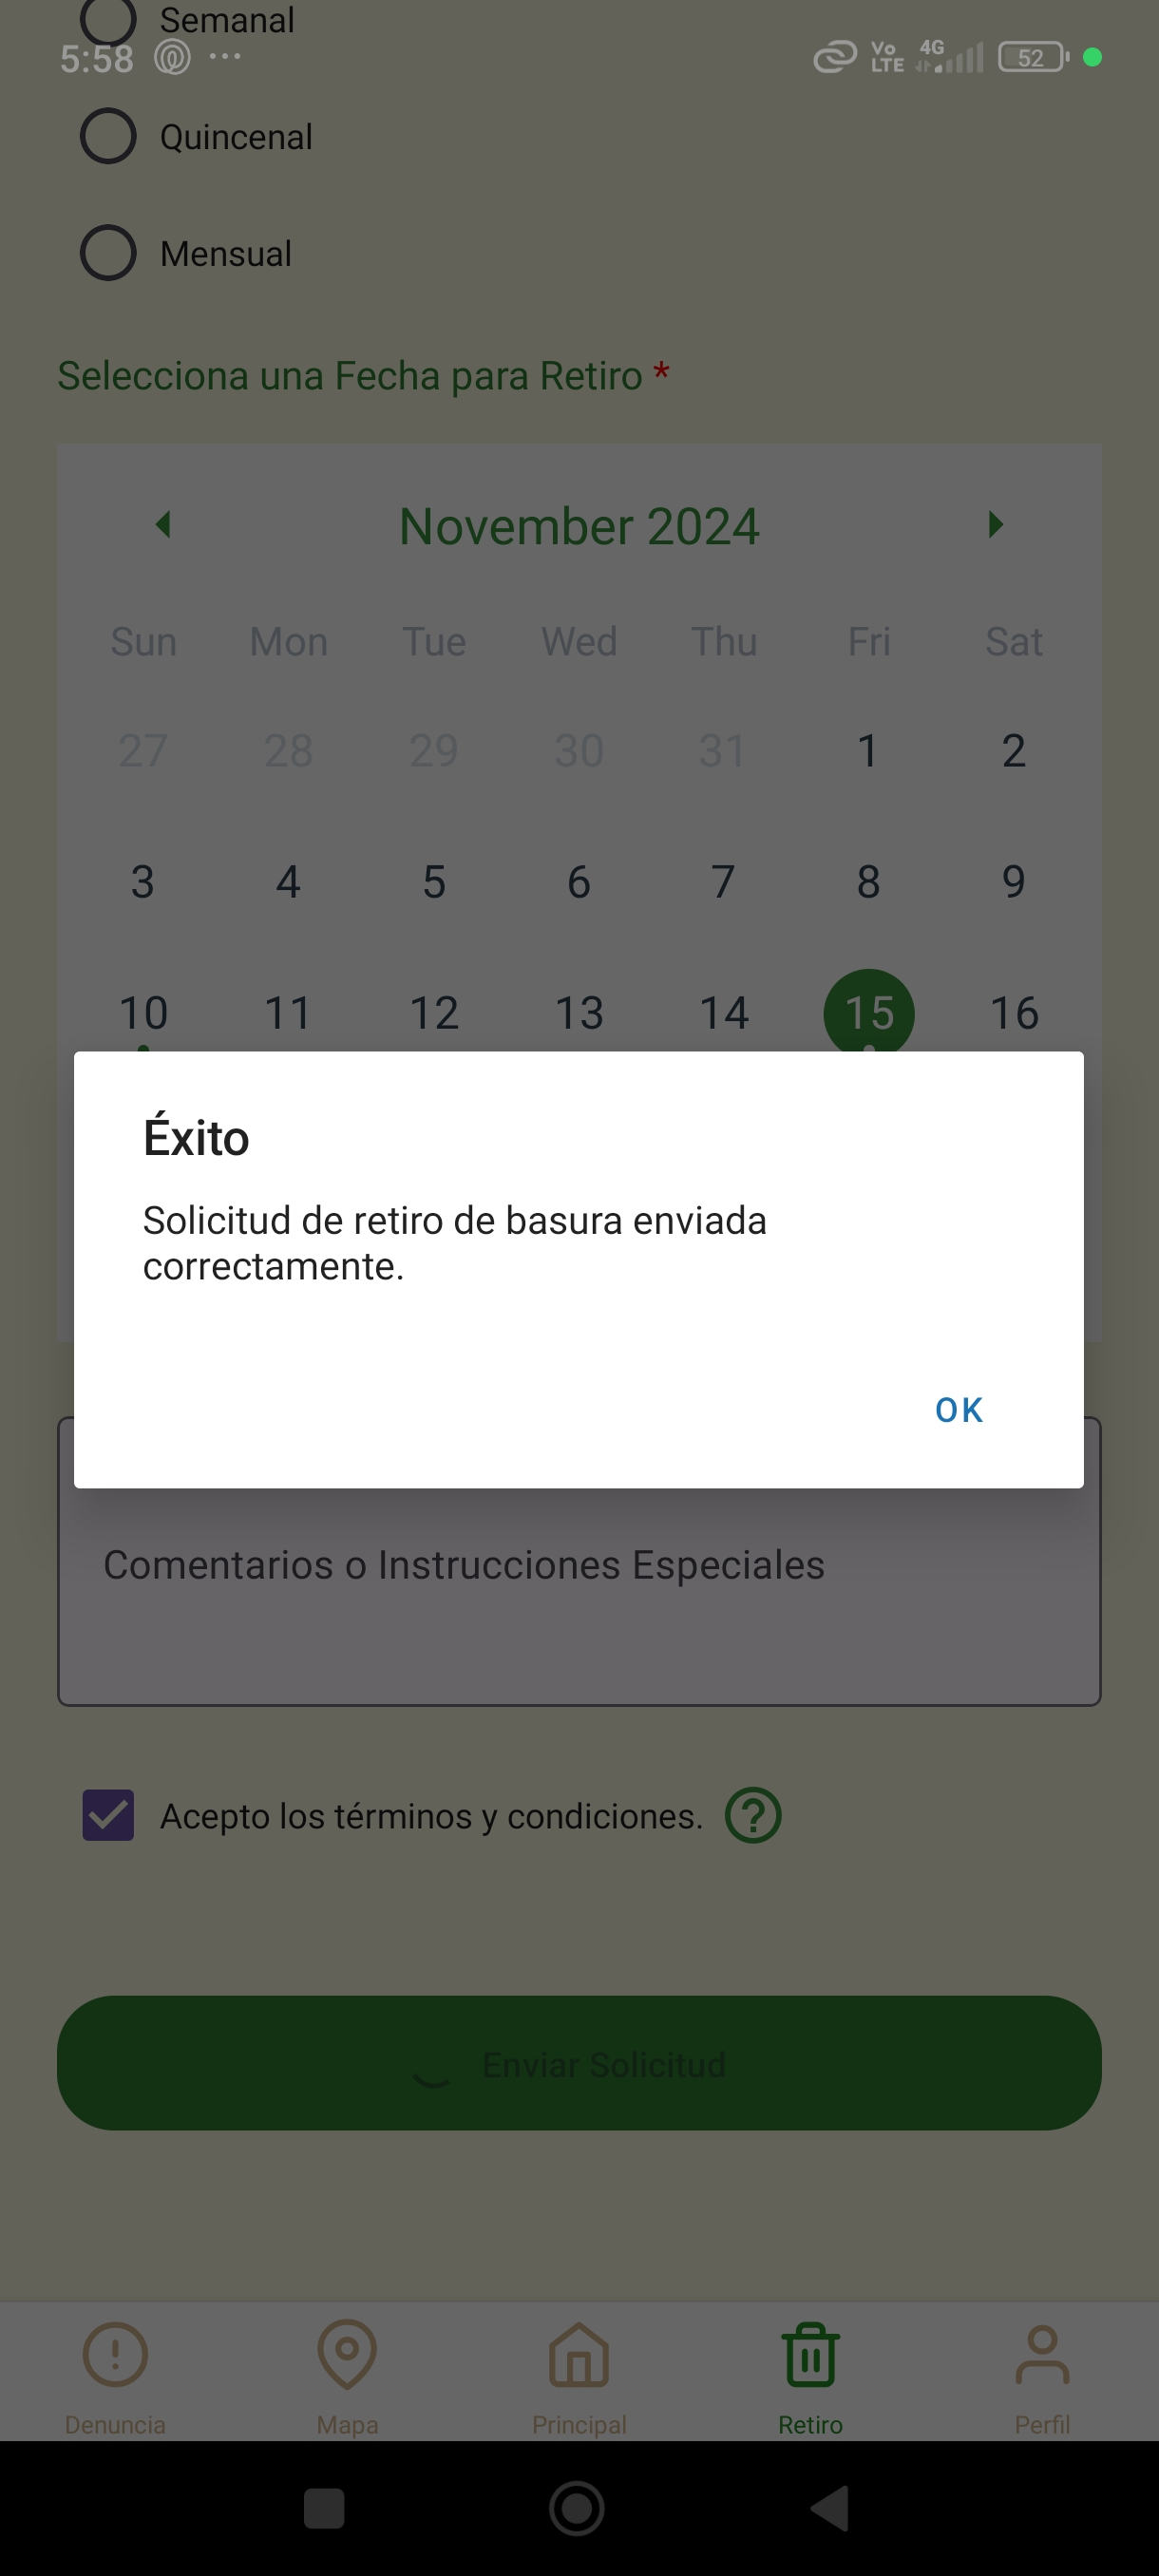 Semanal
5:58 ... Vo LTE 4G 52
Quincenal
Mensual
Selecciona una Fecha para Retiro *
November 2024
Sun Mon Tue Wed Thu Fri Sat
27 28 29 30 31 1 2
3 4 5 6 7 8 9
10 11 12 13 14 15 16
Éxito
Solicitud de retiro de basura enviada
correctamente.
OK
Comentarios o Instrucciones Especiales
Acepto los términos y condiciones. ?
Enviar Solicitud
Denuncia Mapa Principal Retiro Perfil